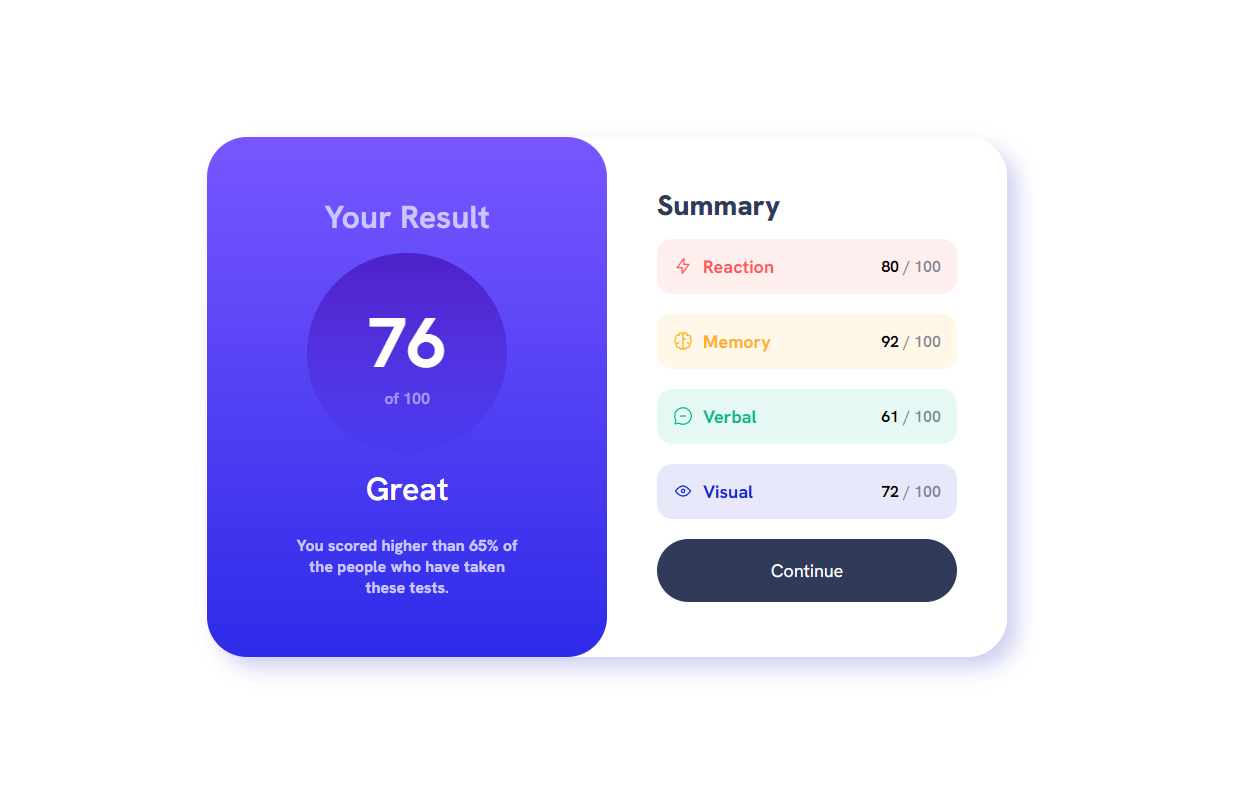 Your Result
76
of 100
Great
You scored higher than 65% of
the people who have taken
these tests.
Summary
Reaction 80 / 100
Memory 92 / 100
Verbal 61 / 100
Visual 72 / 100
Continue